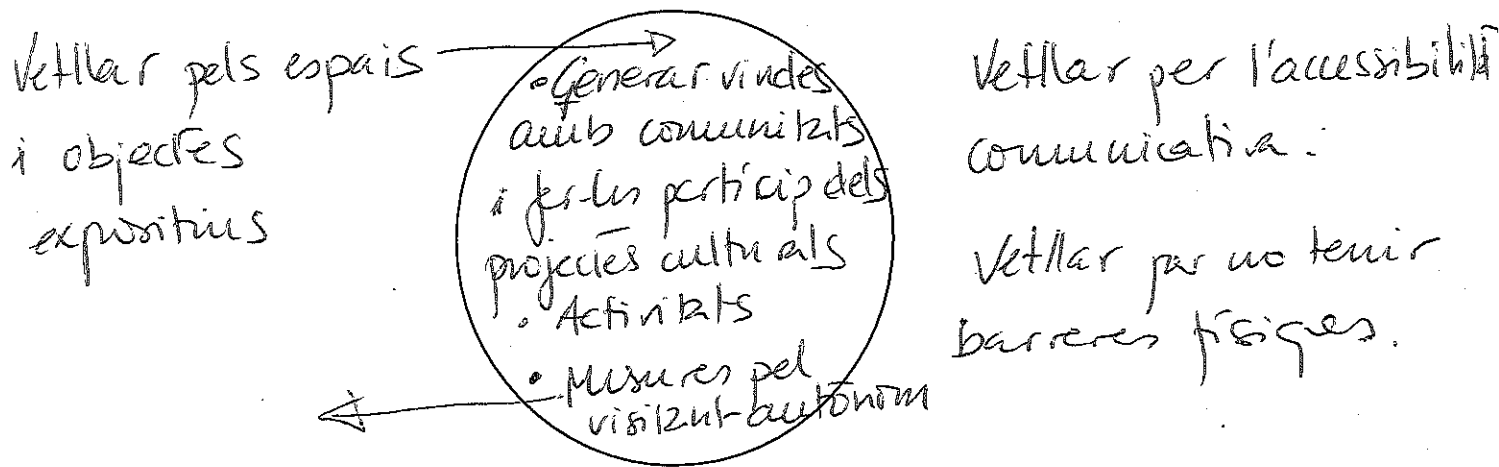 Vetllar pels espais
i objectes
expositius
• Generar vincles
amb comunitats
i fer-les partícip dels
projectes culturals
• Activitats
• Mesures pel
visitant autònom
Vetllar per l'accessibilitat
comunicativa.
Vetllar per no tenir
barreres físiques.